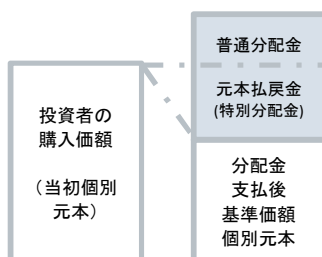 投資者の
購入価額
（当初個別
元本）
普通分配金
元本払戻金
(特別分配金)
分配金
支払後
基準価額
個別元本